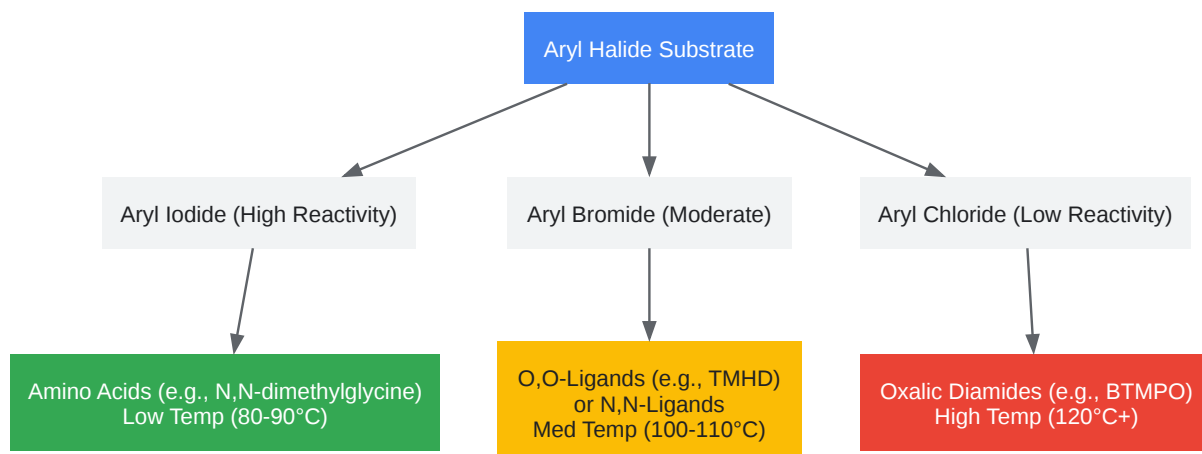 Aryl Halide Substrate
Aryl Iodide (High Reactivity)
Aryl Bromide (Moderate)
Aryl Chloride (Low Reactivity)
Amino Acids (e.g., N,N-dimethylglycine)
Low Temp (80-90°C)
O,O-Ligands (e.g., TMHD)
or N,N-Ligands
Med Temp (100-110°C)
Oxalic Diamides (e.g., BTMPO)
High Temp (120°C+)